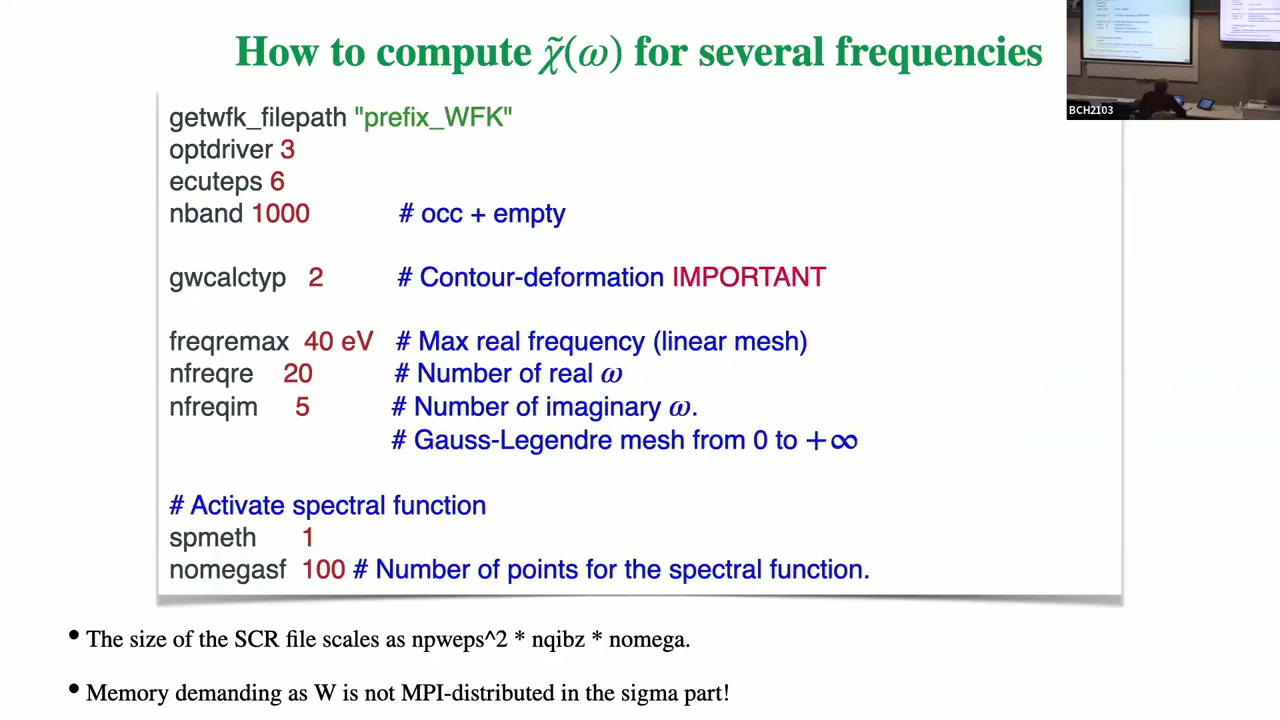 How to compute χ̃(ω) for several frequencies
BCH2103
getwfk_filepath "prefix_WFK"
optdriver 3
ecuteps 6
nband 1000 # occ + empty
gwcalctyp 2 # Contour-deformation IMPORTANT
freqremax 40 eV # Max real frequency (linear mesh)
nfreqre 20 # Number of real ω
nfreqim 5 # Number of imaginary ω.
# Gauss-Legendre mesh from 0 to +∞
# Activate spectral function
spmeth 1
nomegasf 100 # Number of points for the spectral function.
• The size of the SCR file scales as npweps^2 * nqibz * nomega.
• Memory demanding as W is not MPI-distributed in the sigma part!